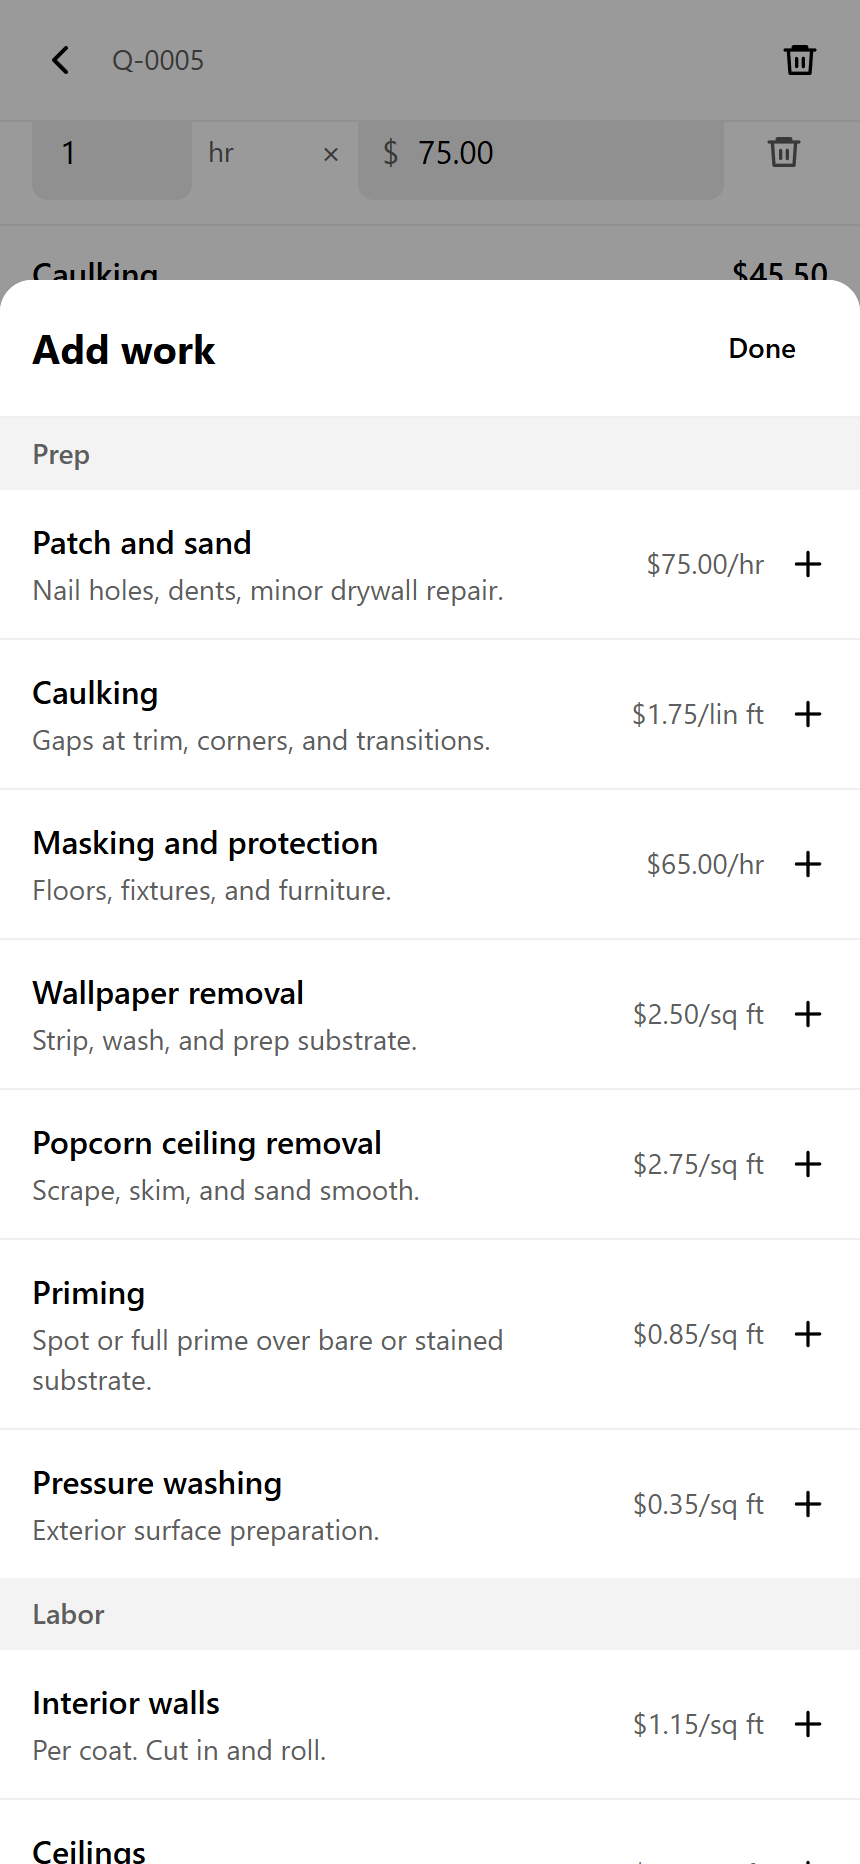 Q-0005
1 hr × $ 75.00
Caulking $45.50
Add work Done
Prep
Patch and sand
Nail holes, dents, minor drywall repair.
$75.00/hr
Caulking
Gaps at trim, corners, and transitions.
$1.75/lin ft
Masking and protection
Floors, fixtures, and furniture.
$65.00/hr
Wallpaper removal
Strip, wash, and prep substrate.
$2.50/sq ft
Popcorn ceiling removal
Scrape, skim, and sand smooth.
$2.75/sq ft
Priming
Spot or full prime over bare or stained
substrate.
$0.85/sq ft
Pressure washing
Exterior surface preparation.
$0.35/sq ft
Labor
Interior walls
Per coat. Cut in and roll.
$1.15/sq ft
Ceilings